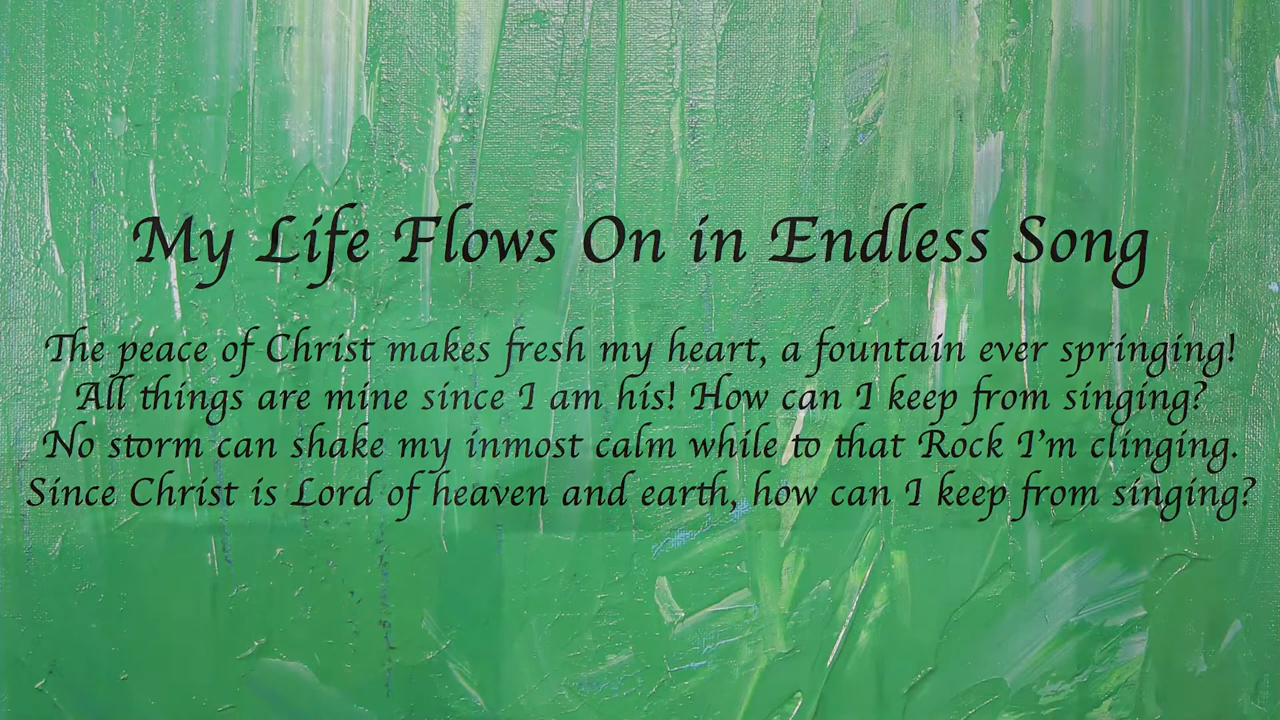 My Life Flows On in Endless Song
The peace of Christ makes fresh my heart, a fountain ever springing!
All things are mine since I am his! How can I keep from singing?
No storm can shake my inmost calm while to that Rock I'm clinging.
Since Christ is Lord of heaven and earth, how can I keep from singing?